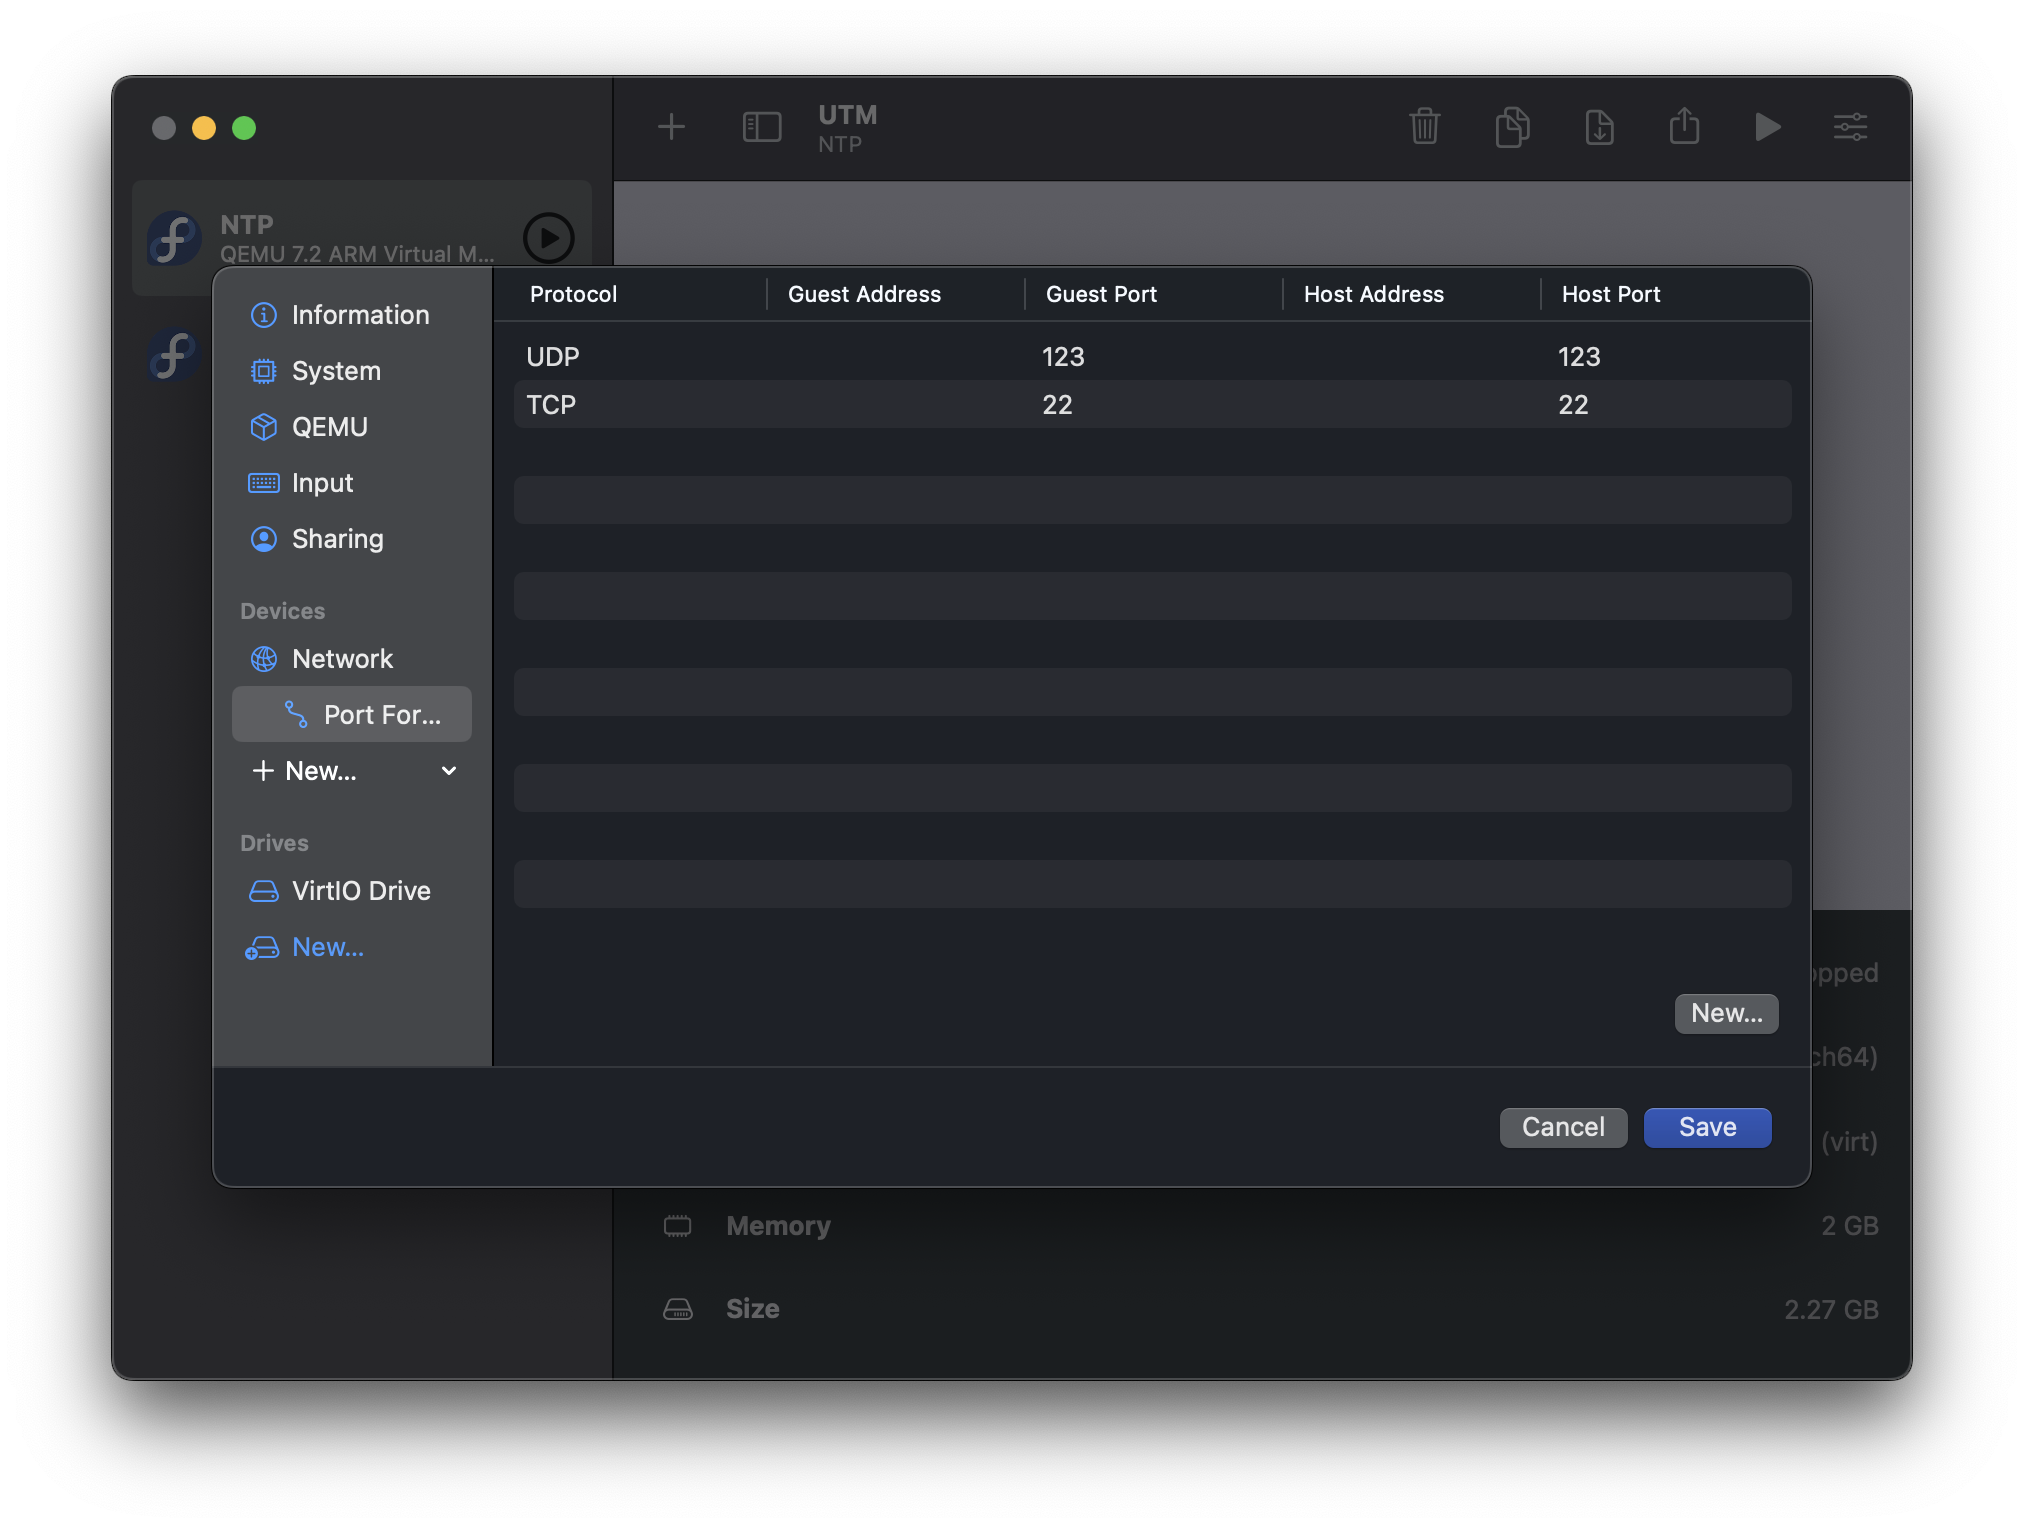 UTM
NTP
NTP
QEMU 7.2 ARM Virtual M...
Information
System
QEMU
Input
Sharing
Devices
Network
Port For...
New...
Drives
VirtIO Drive
New...
Protocol Guest Address Guest Port Host Address Host Port
UDP 123 123
TCP 22 22
New...
Cancel Save
opped
ch64)
(virt)
Memory 2 GB
Size 2.27 GB